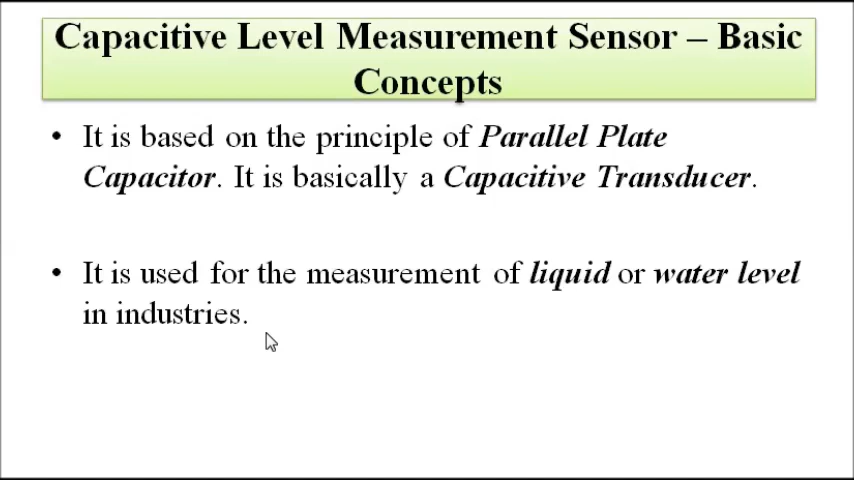 Capacitive Level Measurement Sensor – Basic
Concepts
• It is based on the principle of Parallel Plate
Capacitor. It is basically a Capacitive Transducer.
• It is used for the measurement of liquid or water level
in industries.